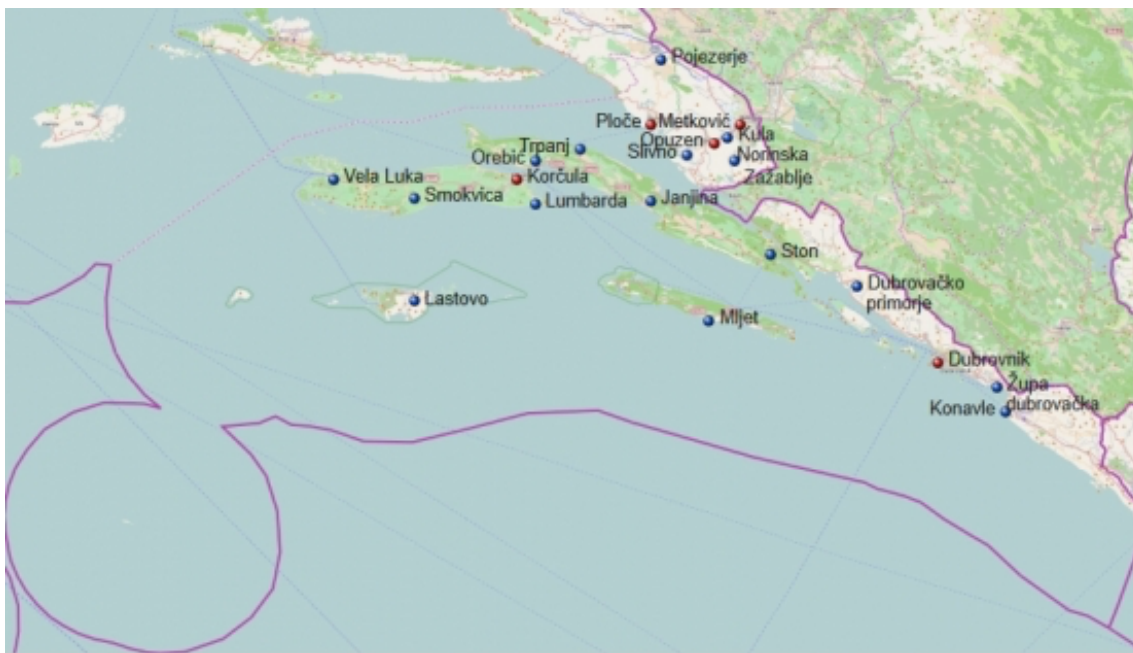 Pojezerje
Ploče
Metković
Kula
Norinska
Opuzen
Slivno
Zažablje
Trpanj
Orebić
Vela Luka
Korčula
Smokvica
Lumbarda
Janjina
Ston
Dubrovačko
primorje
Lastovo
Mljet
Dubrovnik
Župa
dubrovačka
Konavle